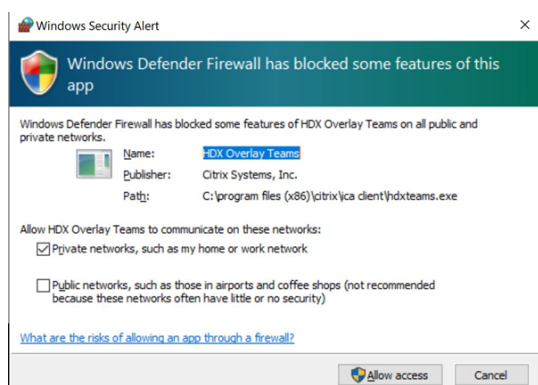 Windows Security Alert
Windows Defender Firewall has blocked some features of this
app
Windows Defender Firewall has blocked some features of HDX Overlay Teams on all public and
private networks.
Name: HDX Overlay Teams
Publisher: Citrix Systems, Inc.
Path: C:\program files (x86)\citrix\ica client\hdxteams.exe
Allow HDX Overlay Teams to communicate on these networks:
Private networks, such as my home or work network
Public networks, such as those in airports and coffee shops (not recommended
because these networks often have little or no security)
What are the risks of allowing an app through a firewall?
Allow access Cancel